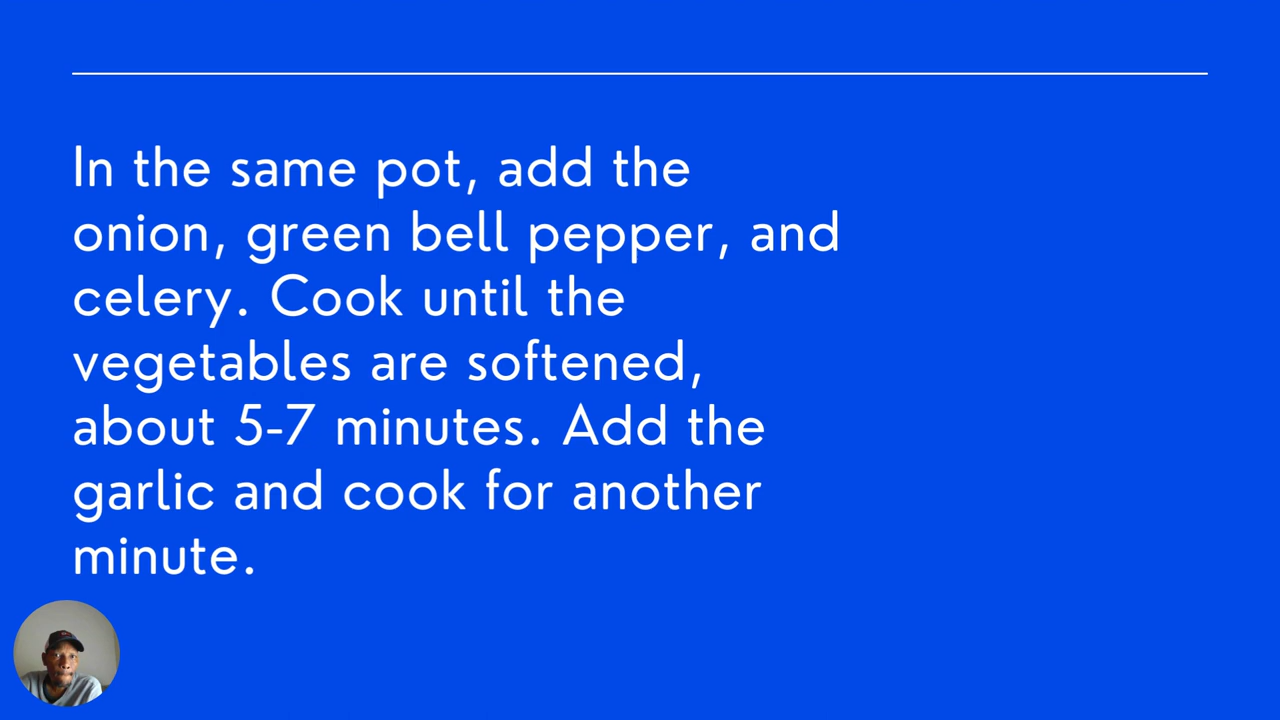 In the same pot, add the
onion, green bell pepper, and
celery. Cook until the
vegetables are softened,
about 5-7 minutes. Add the
garlic and cook for another
minute.